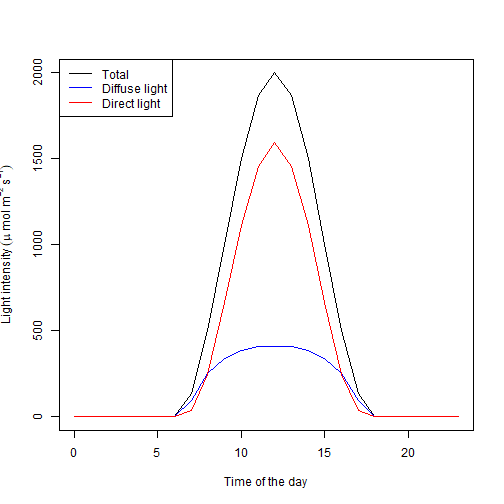 Total
Diffuse light
Direct light
Light intensity (μ mol m⁻² s⁻¹)
2000
1500
1000
500
0
0 5 10 15 20
Time of the day